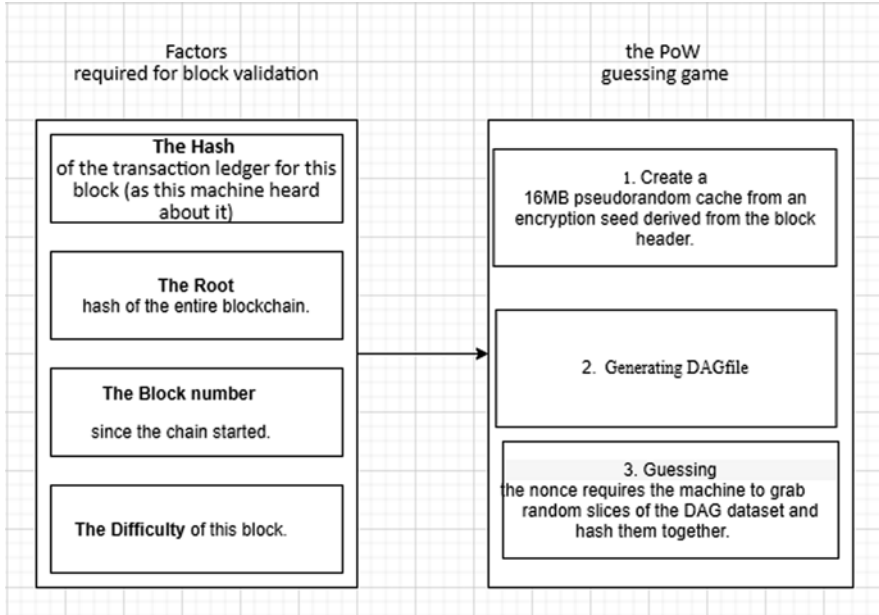 Factors
required for block validation
The Hash
of the transaction ledger for this
block (as this machine heard
about it)
The Root
hash of the entire blockchain.
The Block number
since the chain started.
The Difficulty of this block.
the PoW
guessing game
1. Create a
16MB pseudorandom cache from an
encryption seed derived from the block
header.
2. Generating DAGfile
3. Guessing
the nonce requires the machine to grab
random slices of the DAG dataset and
hash them together.